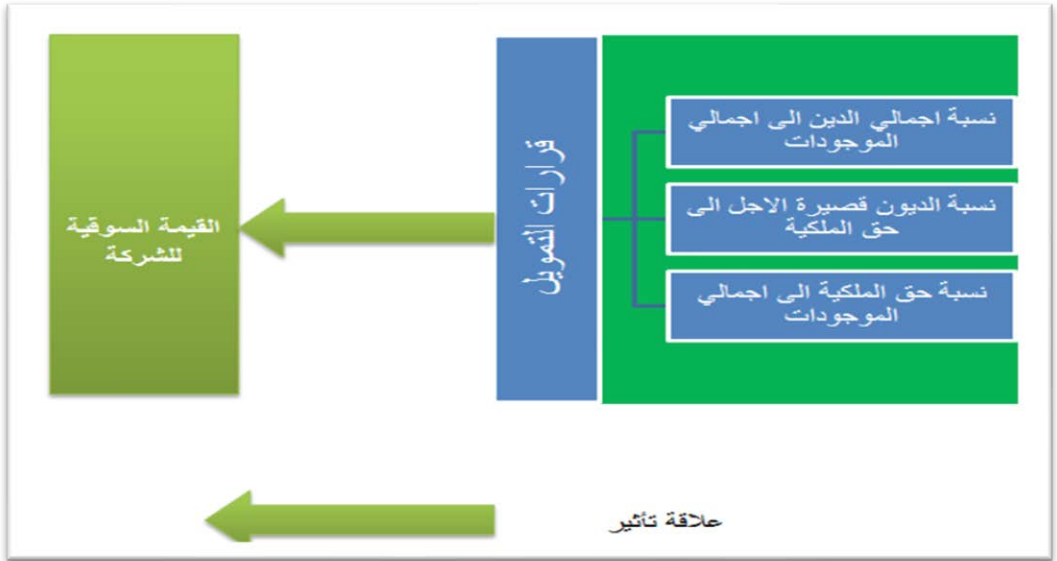 نسبة اجمالي الدين الى اجمالي
الموجودات
نسبة الديون قصيرة الاجل الى
حق الملكية
نسبة حق الملكية الى اجمالي
الموجودات
قرارات التمويل
القيمة السوقية
للشركة
علاقة تأثير